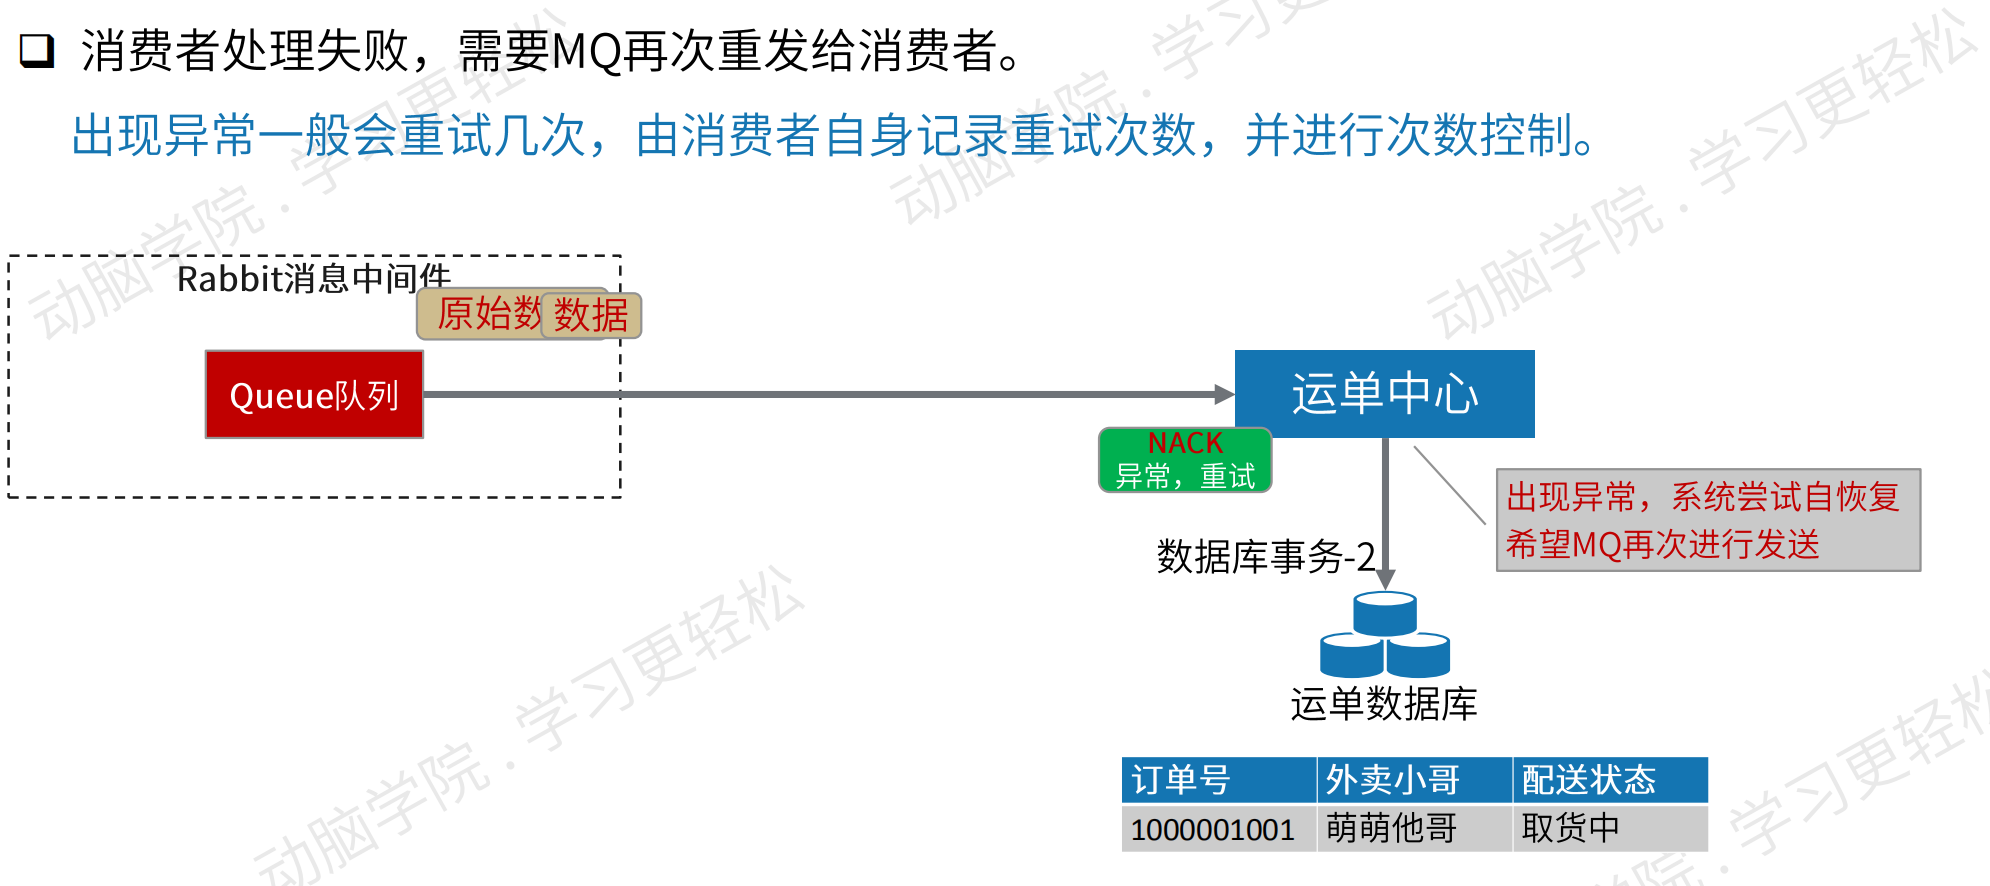 消费者处理失败，需要MQ再次重发给消费者。
出现异常一般会重试几次，由消费者自身记录重试次数，并进行次数控制。
Rabbit消息中间件
原始数
数据
Queue队列
运单中心
NACK
异常，重试
出现异常，系统尝试自恢复
希望MQ再次进行发送
数据库事务-2
运单数据库
订单号 外卖小哥 配送状态
1000001001 萌萌他哥 取货中
动脑学院.学习更轻松
动脑学院.学习更
动脑学院.学习更轻松
动脑学院.学习更轻松
学院.学习更轻松